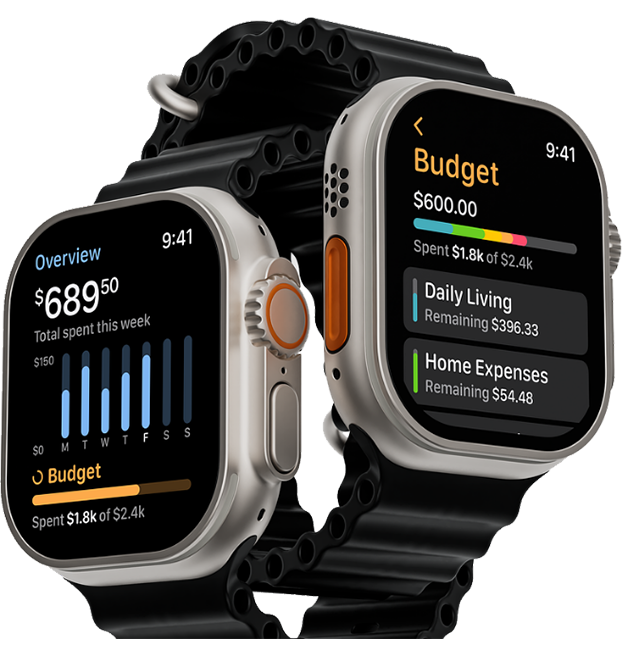 Overview
9:41
$689⁵⁰
Total spent this week
$150
$0
M T W T F S S
Budget
Spent $1.8k of $2.4k
9:41
Budget
$600.00
Spent $1.8k of $2.4k
Daily Living
Remaining $396.33
Home Expenses
Remaining $54.48